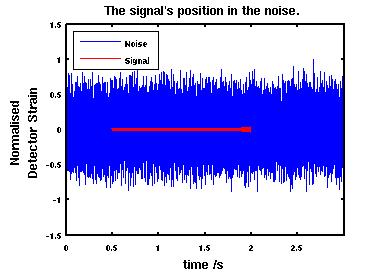 The signal's position in the noise.
Noise
Signal
Normalised
Detector Strain
1.5
1
0.5
0
-0.5
-1
-1.5
0 0.5 1 1.5 2 2.5
time /s